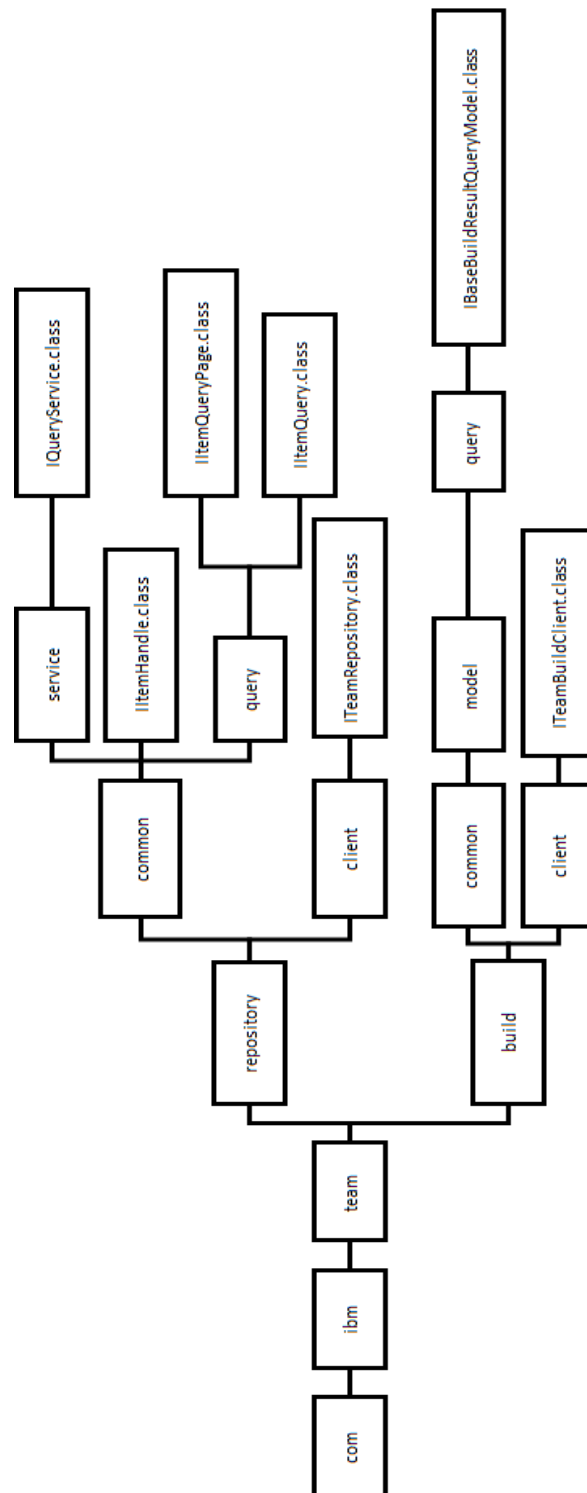 com
ibm
team
repository
build
common
client
common
client
service
IItemHandle.class
query
ITeamRepository.class
model
ITeamBuildClient.class
IQueryService.class
IItemQueryPage.class
IItemQuery.class
query
IBaseBuildResultQueryModel.class